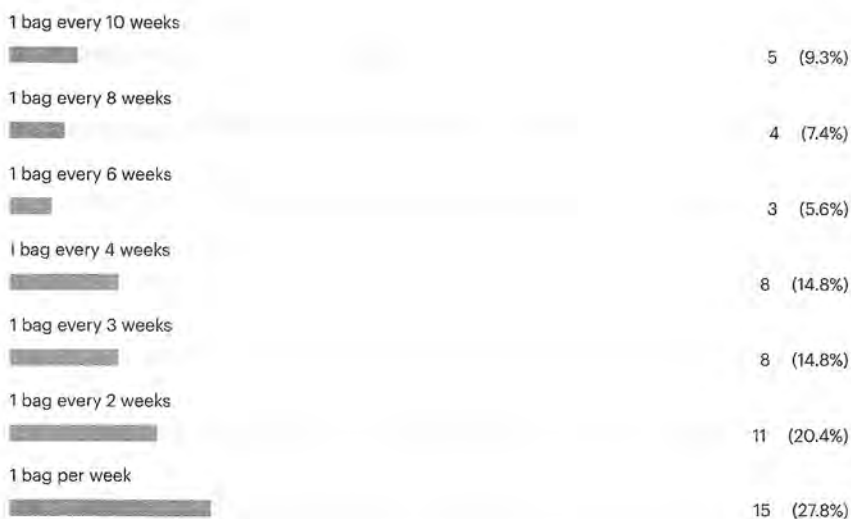 1 bag every 10 weeks
5 (9.3%)
1 bag every 8 weeks
4 (7.4%)
1 bag every 6 weeks
3 (5.6%)
I bag every 4 weeks
8 (14.8%)
1 bag every 3 weeks
8 (14.8%)
1 bag every 2 weeks
11 (20.4%)
1 bag per week
15 (27.8%)